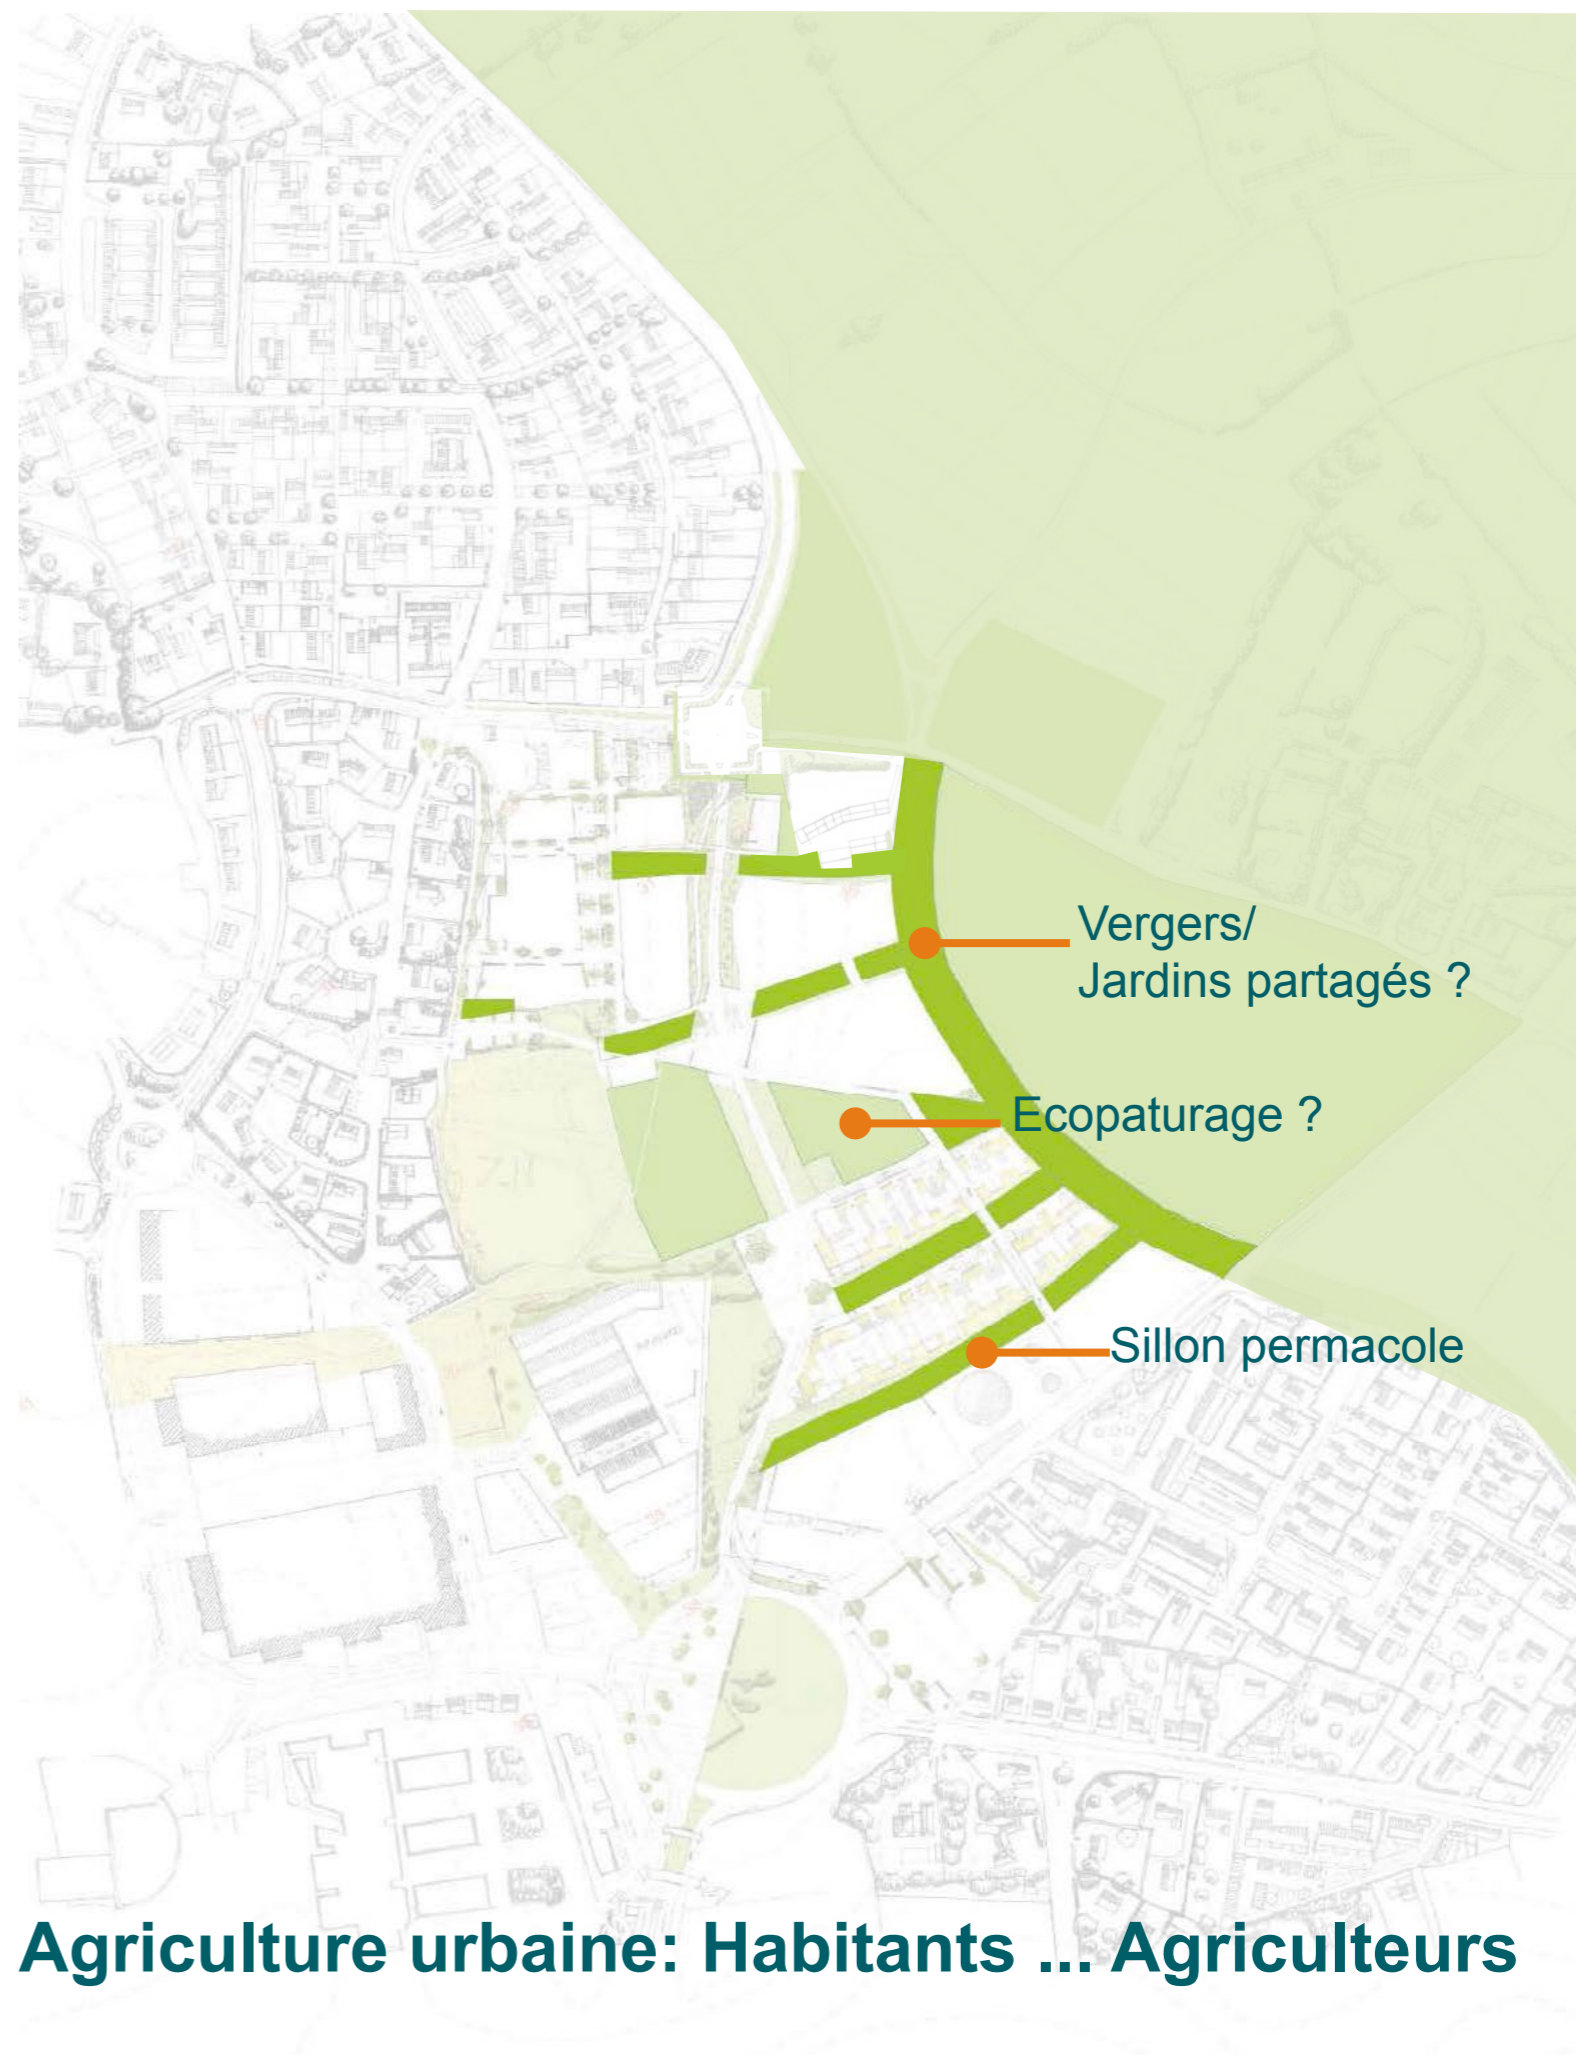 Vergers/
Jardins partagés ?
Ecopaturage ?
Sillon permacole
Agriculture urbaine: Habitants ... Agriculteurs